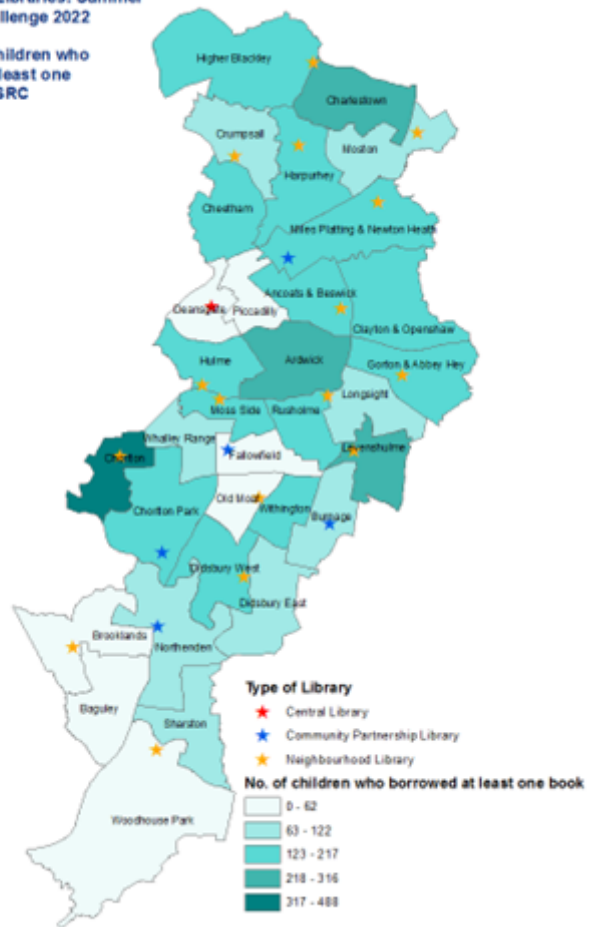 llenge 2022
hildren who
least one
SRC
Higher Blackley
Charlestown
Crumpsall
Moston
Harpurhey
Cheetham
Miles Platting & Newton Heath
Ancoats & Beswick
Deansgate
Piccadilly
Clayton & Openshaw
Hulme
Ardwick
Gorton & Abbey Hey
Longsight
Moss Side
Rusholme
Whalley Range
Levenshulme
Chorlton
Fallowfield
Old Moat
Withington
Chorlton Park
Burnage
Didsbury West
Didsbury East
Brooklands
Northenden
Baguley
Sharston
Woodhouse Park
Type of Library
Central Library
Community Partnership Library
Neighbourhood Library
No. of children who borrowed at least one book
0 - 62
63 - 122
123 - 217
218 - 316
317 - 488